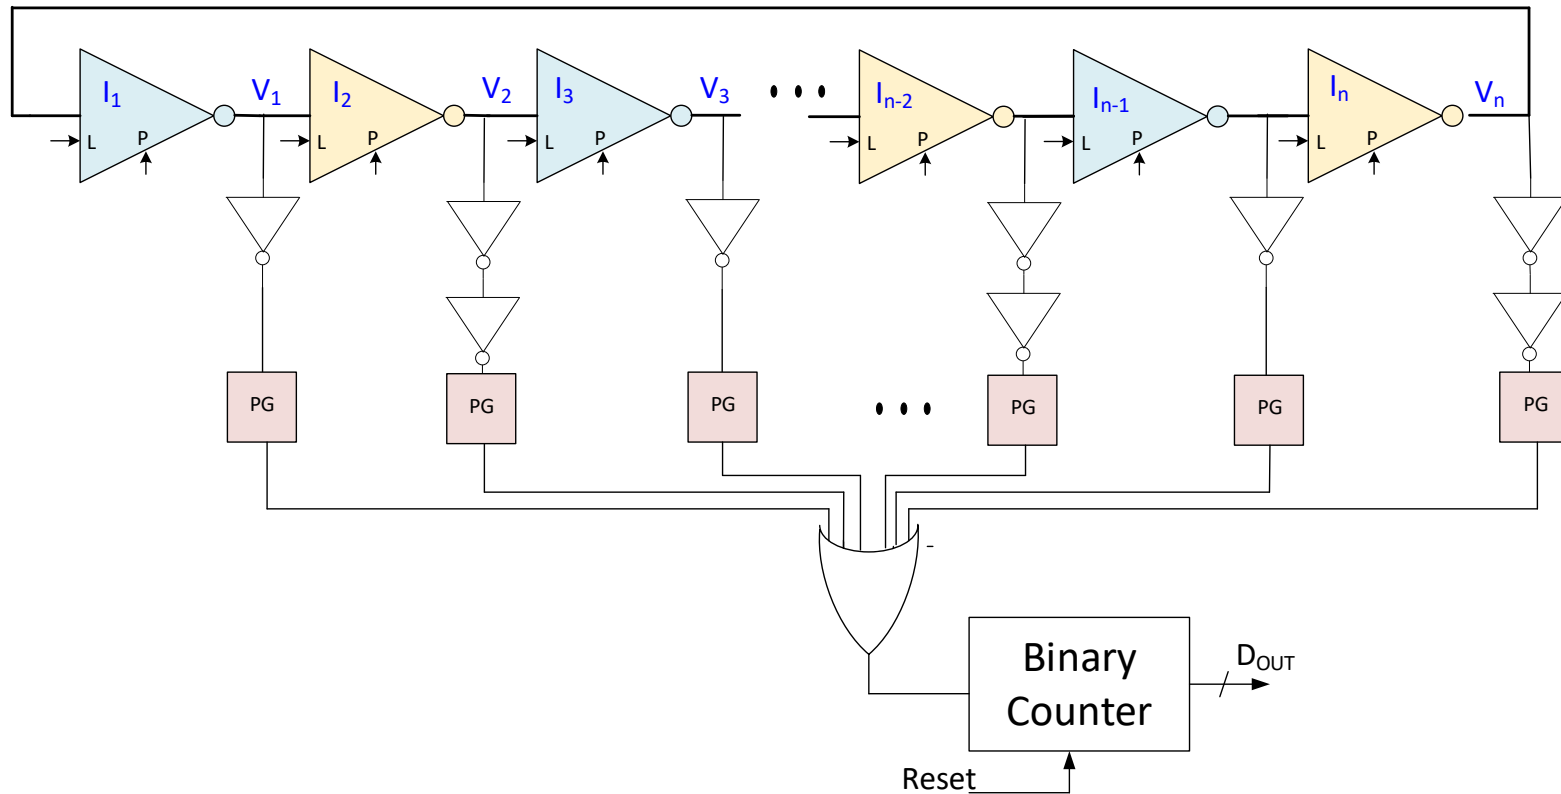 I1 V1 I2 V2 I3 V3 • • • In-2 In-1 In Vn
L P L P L P L P L P L P
PG PG PG • • • PG PG PG
-
Binary
Counter
DOUT
Reset